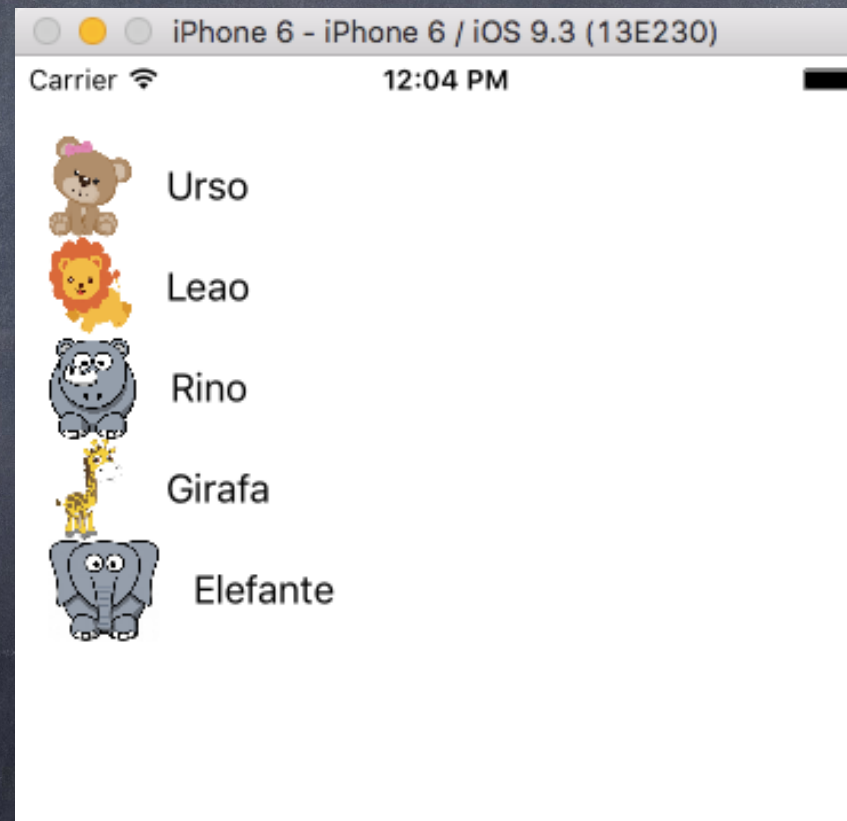 iPhone 6 - iPhone 6 / iOS 9.3 (13E230)
Carrier 12:04 PM
Urso
Leao
Rino
Girafa
Elefante